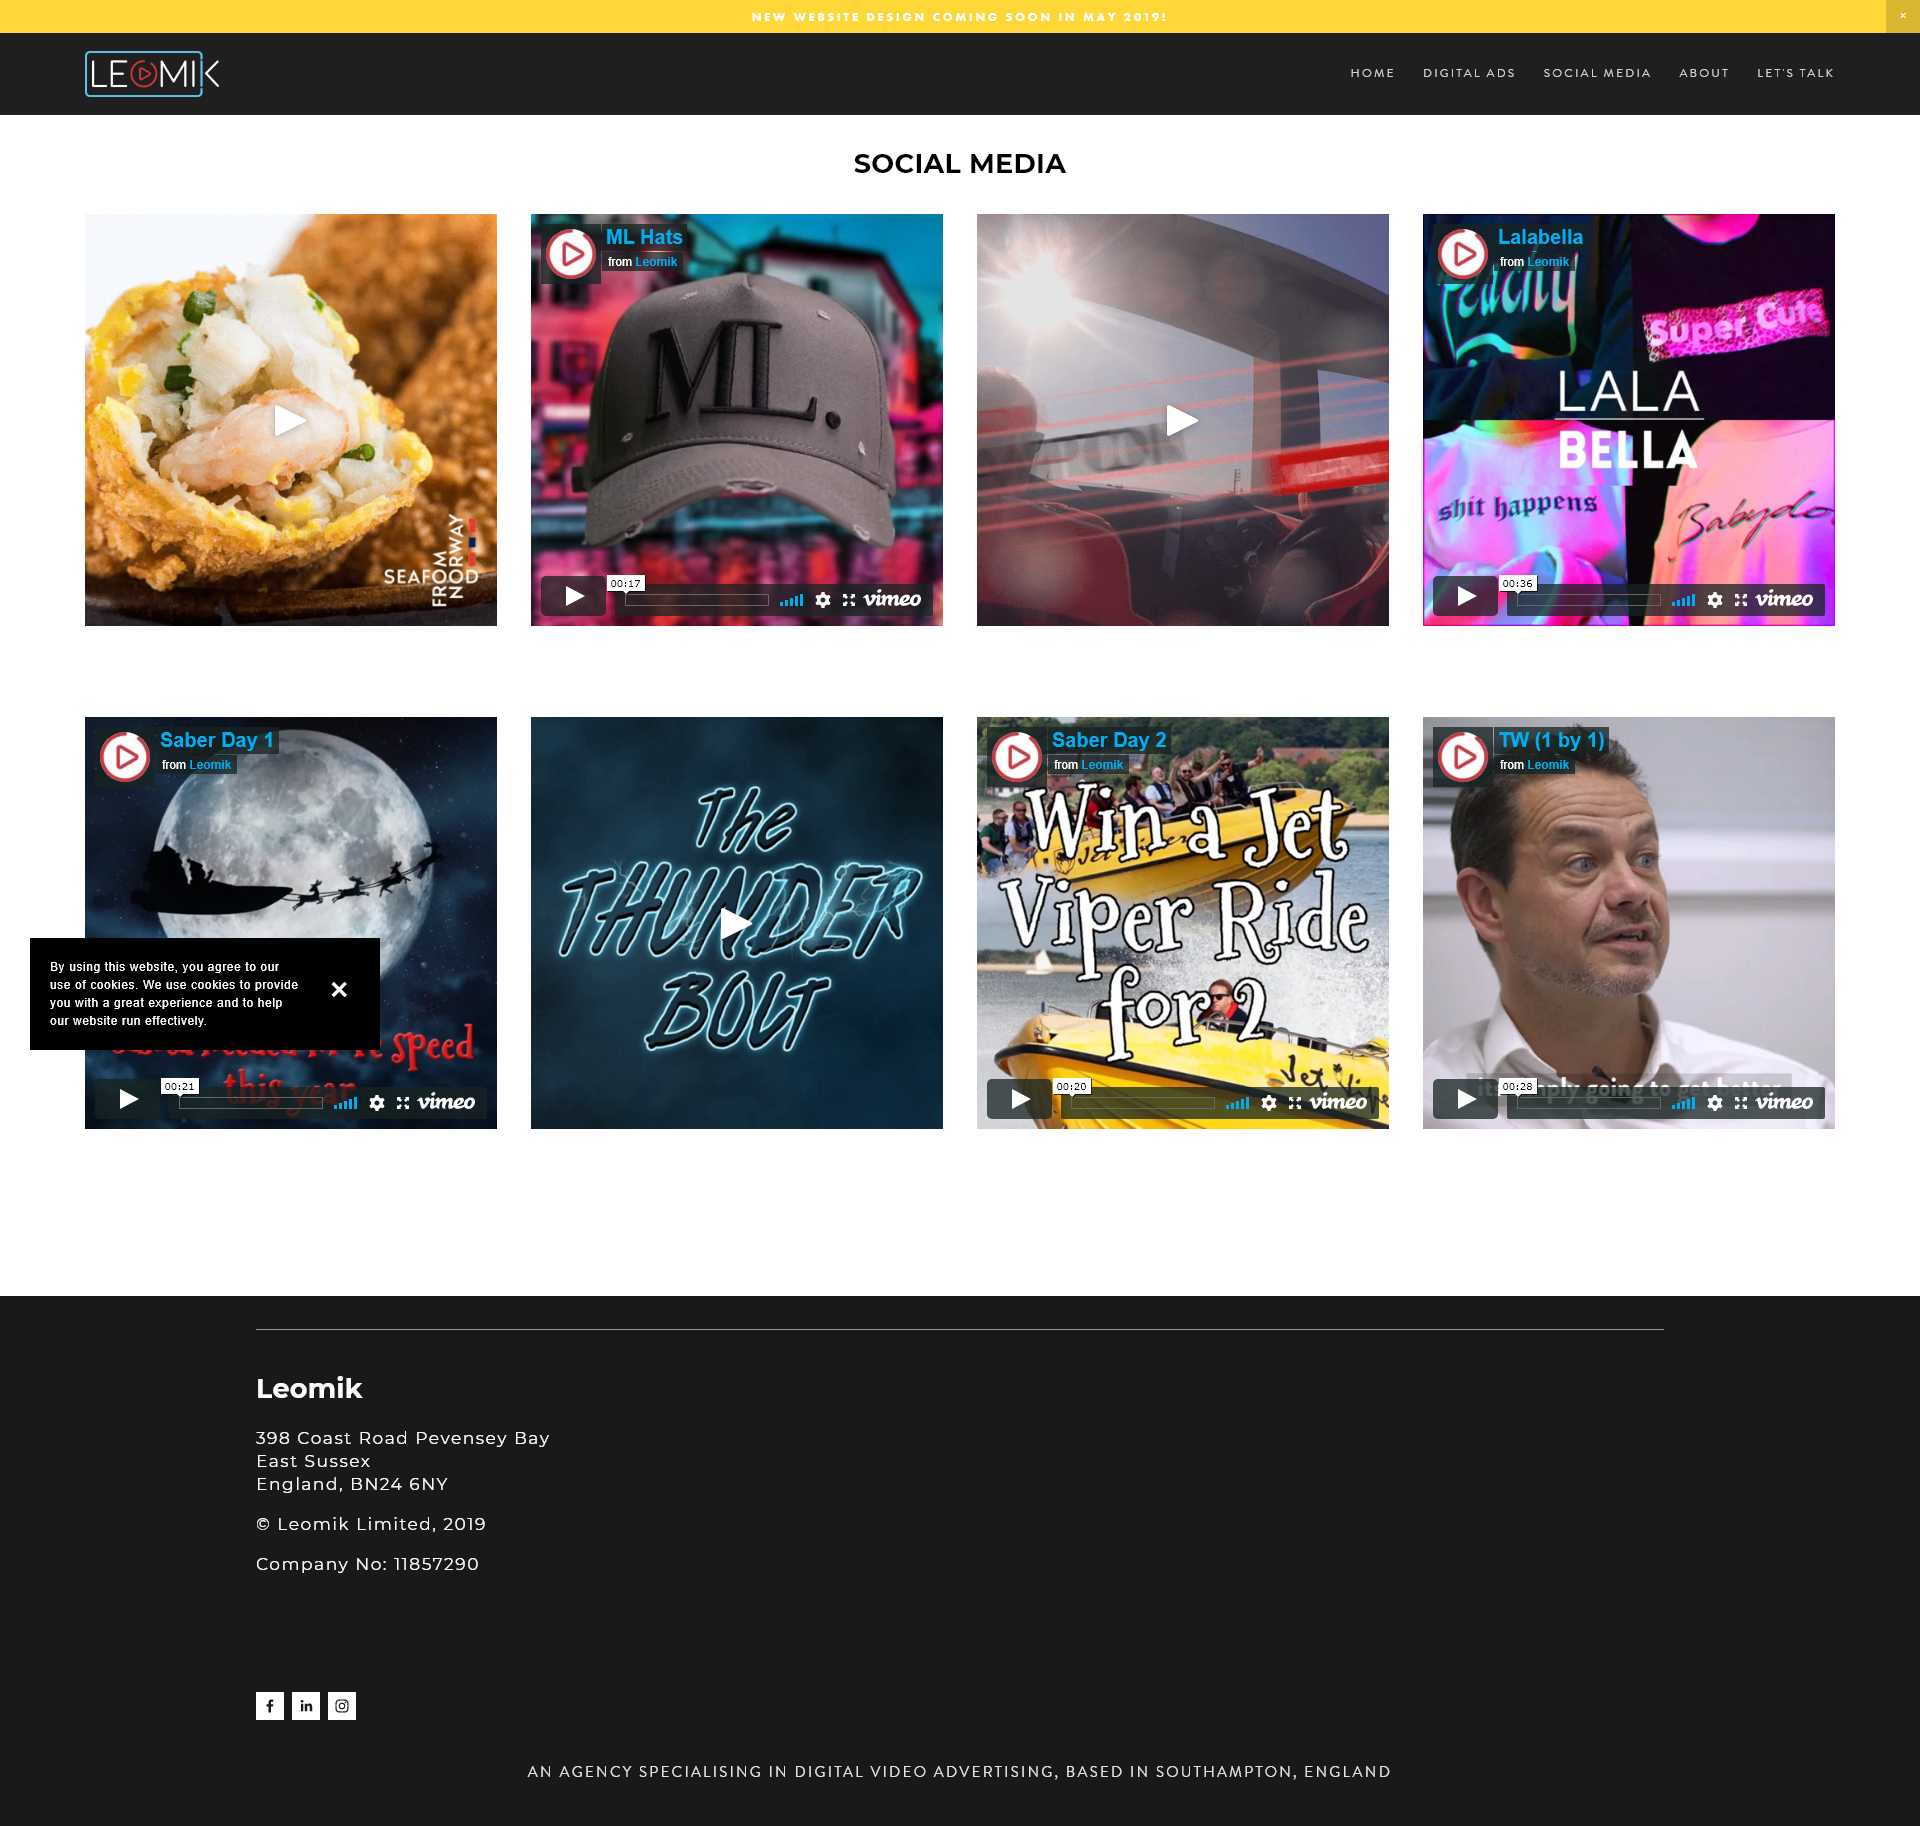 NEW WEBSITE DESIGN COMING SOON IN MAY 2019!
LEOMIK
HOME
DIGITAL ADS
SOCIAL MEDIA
ABOUT
LET'S TALK
SOCIAL MEDIA
SEAFOOD
FROM
NORWAY
ML Hats
from Leomik
ML.
00:17
vimeo
Lalabella
from Leomik
Peachy
Super Cute
LALA
BELLA
shit happens
Babydo
00:36
vimeo
Saber Day 1
from Leomik
speed
this year
00:21
vimeo
The
THUNDER
BOLT
Saber Day 2
from Leomik
Win a Jet
Viper Ride
for 2
Jet
00:20
vimeo
TW (1 by 1)
from Leomik
going to get better
00:28
vimeo
By using this website, you agree to our
use of cookies. We use cookies to provide
you with a great experience and to help
our website run effectively.
Leomik
398 Coast Road Pevensey Bay
East Sussex
England, BN24 6NY
© Leomik Limited, 2019
Company No: 11857290
AN AGENCY SPECIALISING IN DIGITAL VIDEO ADVERTISING, BASED IN SOUTHAMPTON, ENGLAND